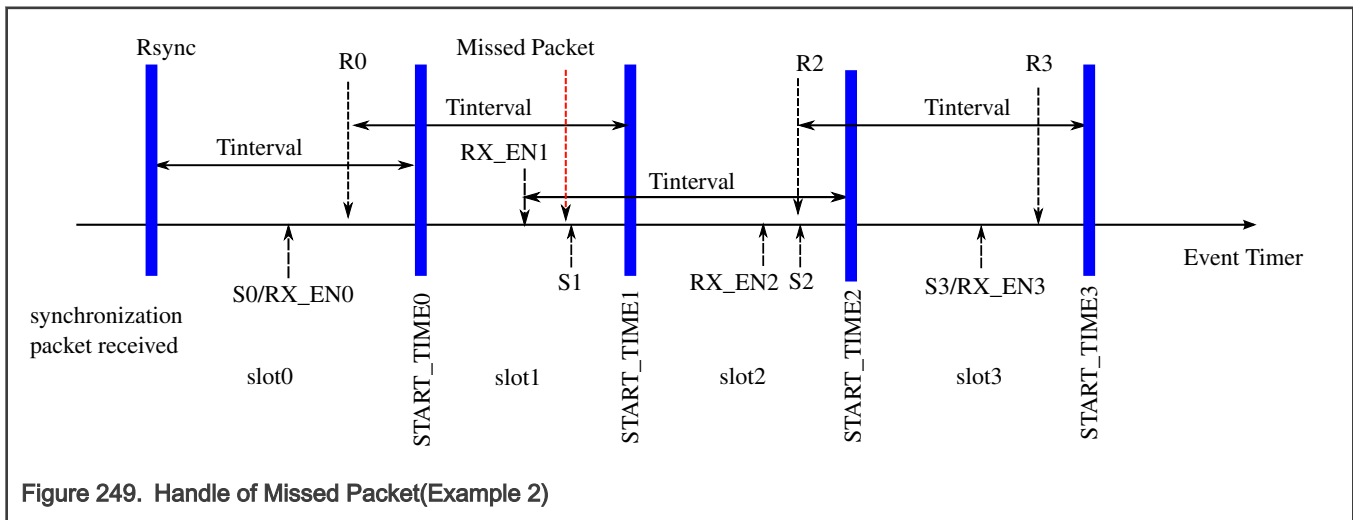 Rsync
R0
Missed Packet
R2
R3
Tinterval
Tinterval
Tinterval
RX_EN1
Tinterval
Event Timer
S0/RX_EN0
S1
RX_EN2
S2
S3/RX_EN3
synchronization
packet received
START_TIME0
START_TIME1
START_TIME2
START_TIME3
slot0
slot1
slot2
slot3
Figure 249. Handle of Missed Packet(Example 2)